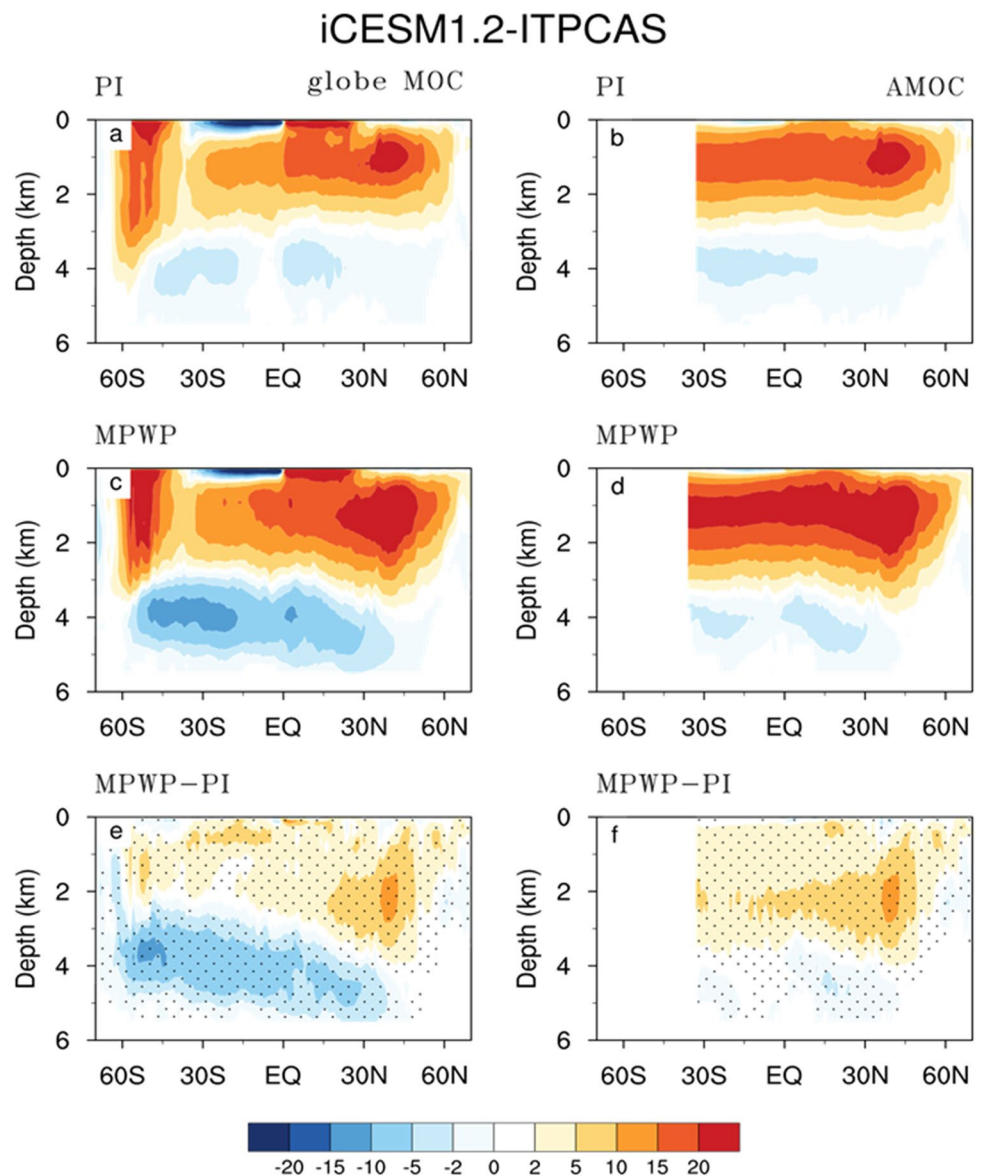 iCESM1.2-ITPCAS
PI globe MOC PI AMOC
a b
0 0
2 2
4 4
6 6
Depth (km) Depth (km)
60S 30S EQ 30N 60N 60S 30S EQ 30N 60N
MPWP MPWP
c d
0 0
2 2
4 4
6 6
Depth (km) Depth (km)
60S 30S EQ 30N 60N 60S 30S EQ 30N 60N
MPWP−PI MPWP−PI
e f
0 0
2 2
4 4
6 6
Depth (km) Depth (km)
60S 30S EQ 30N 60N 60S 30S EQ 30N 60N
-20 -15 -10 -5 -2 0 2 5 10 15 20